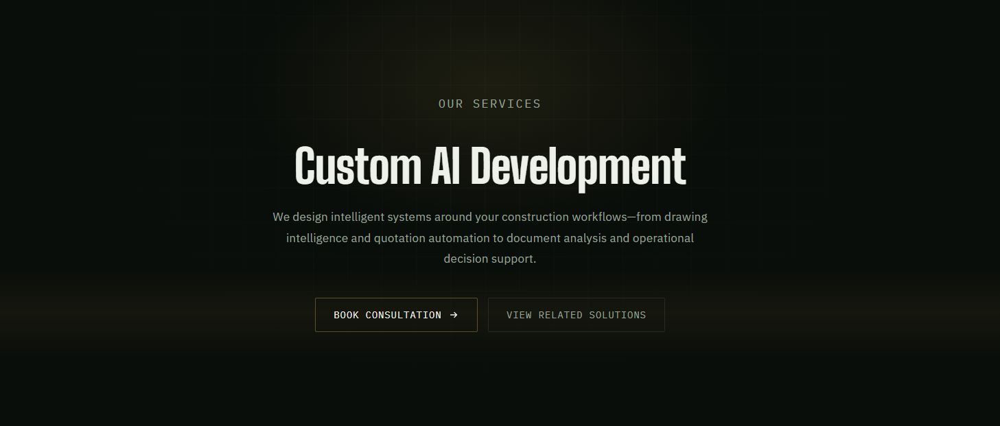 OUR SERVICES
Custom AI Development
We design intelligent systems around your construction workflows—from drawing
intelligence and quotation automation to document analysis and operational
decision support.
BOOK CONSULTATION →
VIEW RELATED SOLUTIONS